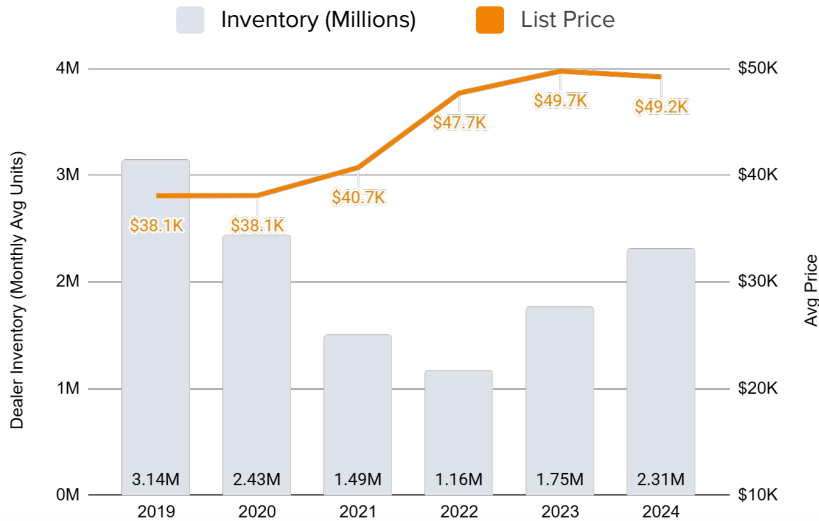 Inventory (Millions) List Price
Dealer Inventory (Monthly Avg Units)
4M
3M
2M
1M
0M
$38.1K
$38.1K
$40.7K
$47.7K
$49.7K
$49.2K
3.14M
2.43M
1.49M
1.16M
1.75M
2.31M
2019
2020
2021
2022
2023
2024
$50K
$40K
$30K
$20K
$10K
Avg Price